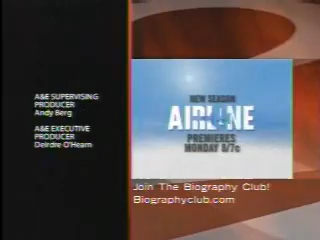 A&E SUPERVISING
PRODUCER
Andy Berg
A&E EXECUTIVE
PRODUCER
Deirdre O'Hearn
NEW SEASON
AIRLINE
PREMIERES
MONDAY 8/7c
Join The Biography Club!
Biographyclub.com